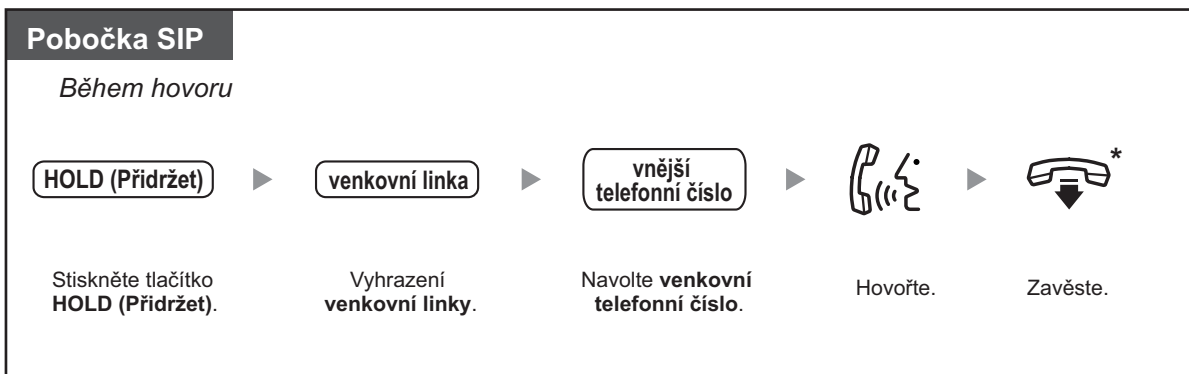 Pobočka SIP
Během hovoru
HOLD (Přidržet)
venkovní linka
vnější
telefonní číslo
*
Stiskněte tlačítko
HOLD (Přidržet).
Vyhrazení
venkovní linky.
Navolte venkovní
telefonní číslo.
Hovořte.
Zavěste.